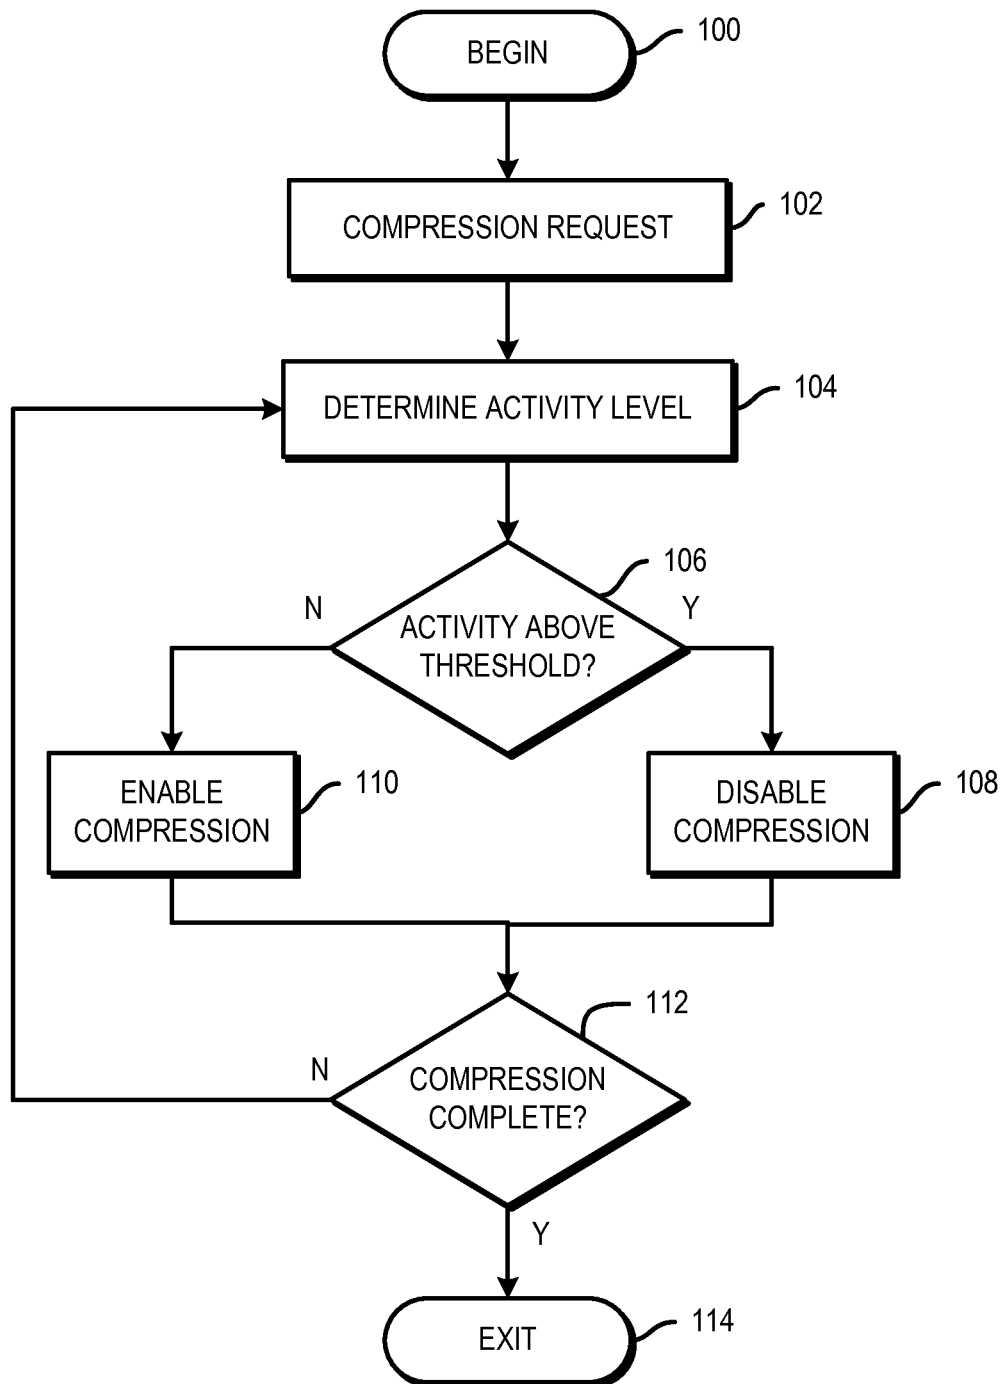 BEGIN
100
COMPRESSION REQUEST
102
DETERMINE ACTIVITY LEVEL
104
106
N
Y
ACTIVITY ABOVE
THRESHOLD?
ENABLE
COMPRESSION
110
DISABLE
COMPRESSION
108
112
N
COMPRESSION
COMPLETE?
Y
EXIT
114